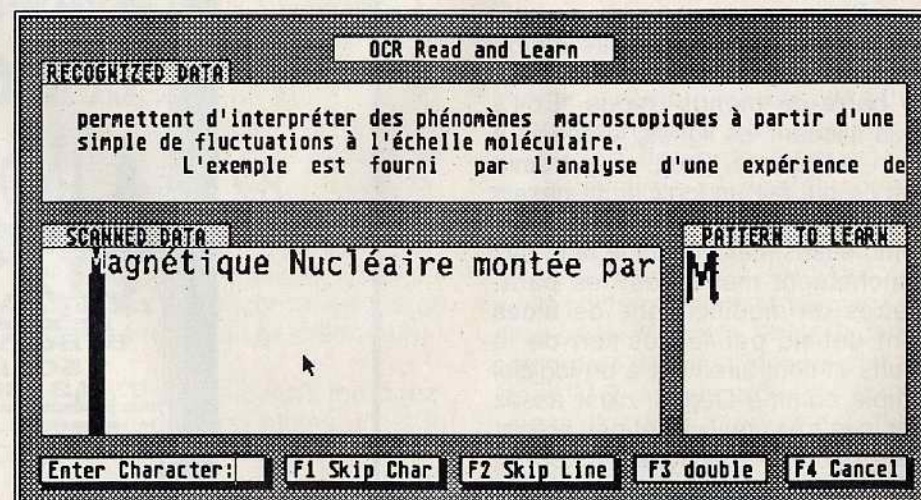 OCR Read and Learn
RECOGNIZED DATA
permettent d'interpréter des phénomènes macroscopiques à partir d'une
simple de fluctuations à l'échelle moléculaire.
L'exemple est fourni par l'analyse d'une expérience de
SCANNED DATA
Magnétique Nucléaire montée par
PATTERN TO LEARN
M
Enter Character: F1 Skip Char F2 Skip Line F3 double F4 Cancel